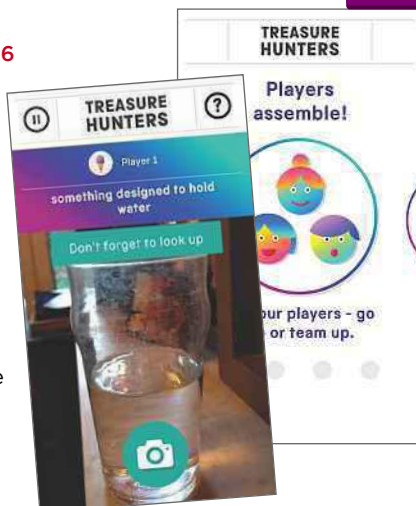 6
TREASURE
HUNTERS
?
Player 1
something designed to hold
water
Don't forget to look up
e
TREASURE
HUNTERS
Players
assemble!
our players - go
or team up.